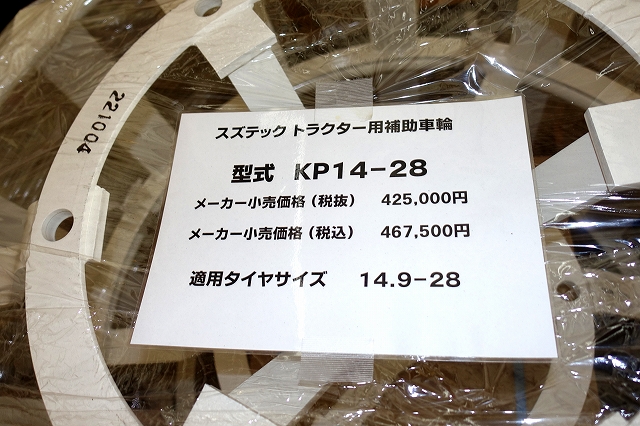 221004
スズテック トラクター用補助車輪
型式 KP14-28
メーカー小売価格(税抜) 425,000円
メーカー小売価格(税込) 467,500円
適用タイヤサイズ 14.9-28